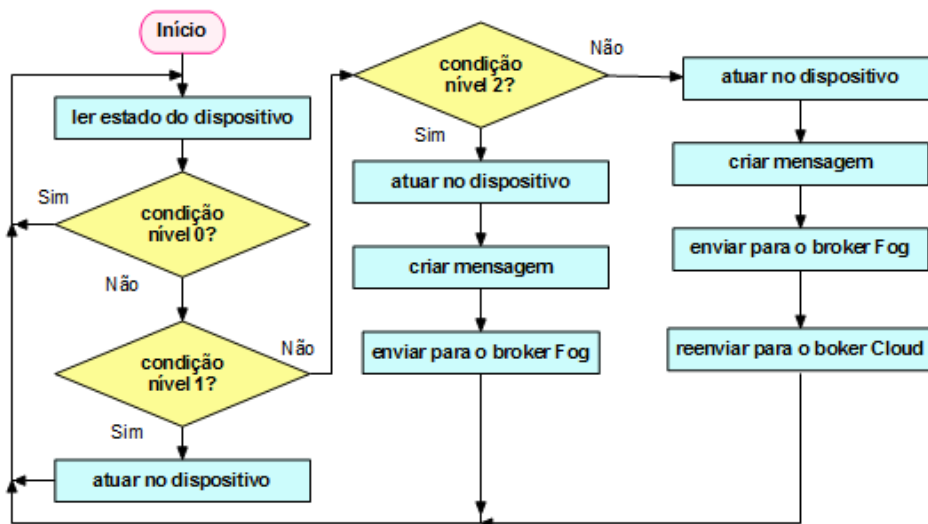 Início
ler estado do dispositivo
condição
nível 0?
Sim
Não
condição
nível 1?
Não
Sim
atuar no dispositivo
condição
nível 2?
Não
Sim
atuar no dispositivo
criar mensagem
enviar para o broker Fog
atuar no dispositivo
criar mensagem
enviar para o broker Fog
reenviar para o boker Cloud